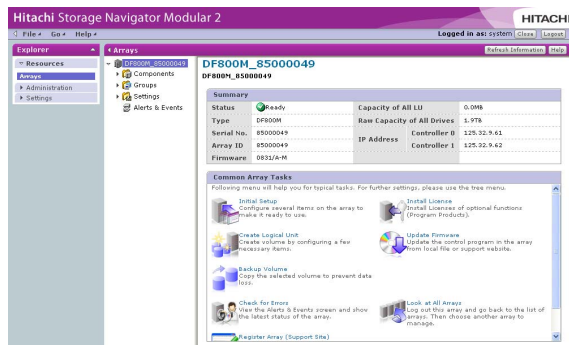 Hitachi Storage Navigator Modular 2
HITACHI
File Go Help
Logged in as: system Close Logout
Explorer
Arrays
Refresh Information Help
Resources
Arrays
Administration
Settings
DF800M_85000049
Components
Groups
Settings
Alerts & Events
DF800M_85000049
DF800M_85000049
Summary
Status Ready Capacity of All LU 0.0MB
Type DF800M Raw Capacity of All Drives 1.9TB
Serial No. 85000049 IP Address Controller 0 125.32.9.61
Array ID 85000049 Controller 1 125.32.9.62
Firmware 0831/A-M
Common Array Tasks
Following menu will help you for typical tasks. For further settings, please use the tree menu.
Initial Setup
Configure several items on the array to
make it ready to use.
Install License
Install Licenses of optional functions
(Program Products).
Create Logical Unit
Create volume by configuring a few
necessary items.
Update Firmware
Update the control program in the array
from local file or support website.
Backup Volume
Copy the selected volume to prevent data
loss.
Check for Errors
View the Alerts & Events screen and show
the latest status of the array.
Look at All Arrays
Log out this array and go back to the list of
arrays. Then choose another array to
manage.
Register Array (Support Site)